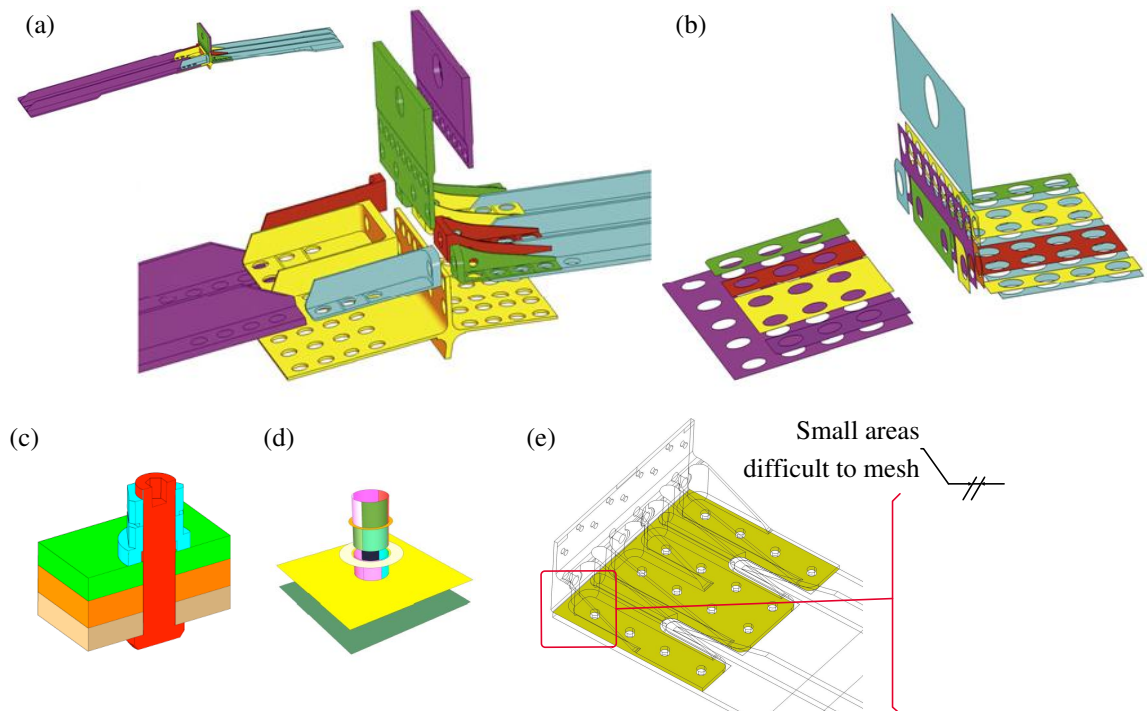 (a)
(b)
(c)
(d)
(e)
Small areas
difficult to mesh